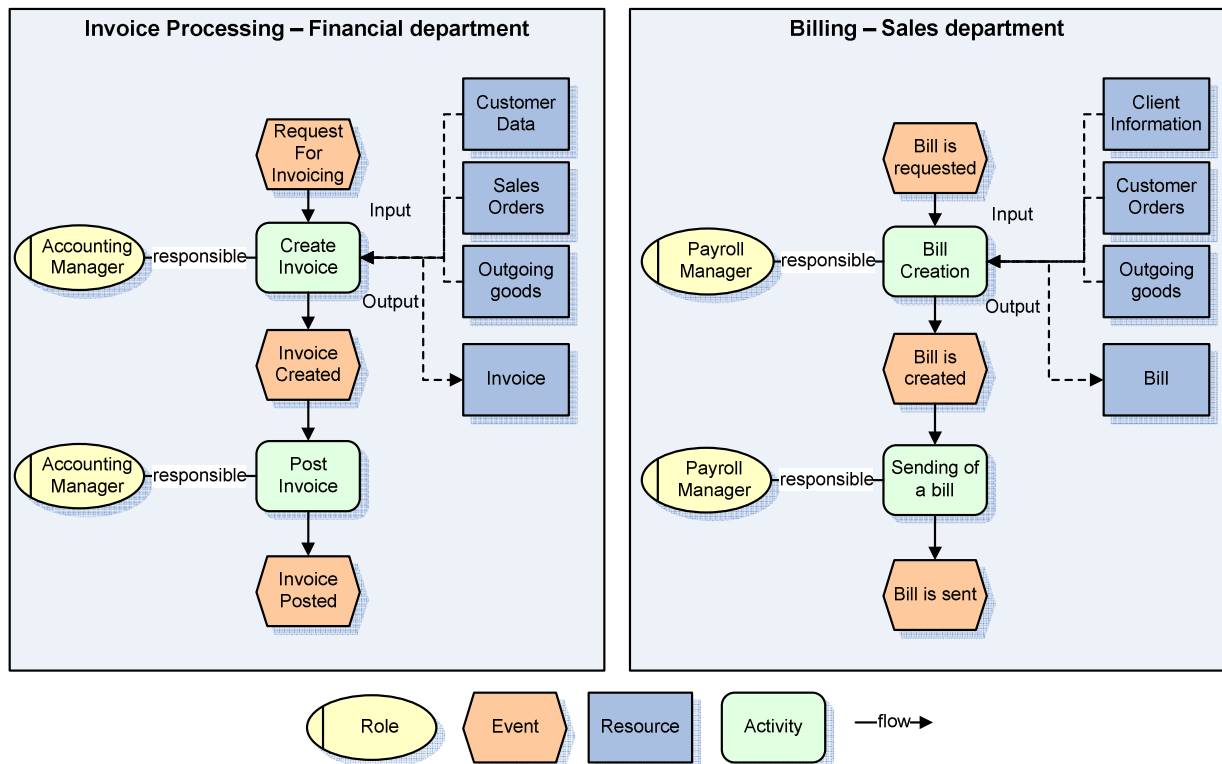 Invoice Processing – Financial department
Request
For
Invoicing
Customer
Data
Sales
Orders
Outgoing
goods
Input
Accounting
Manager
responsible
Create
Invoice
Output
Invoice
Created
Invoice
Accounting
Manager
responsible
Post
Invoice
Invoice
Posted
Billing – Sales department
Bill is
requested
Client
Information
Customer
Orders
Outgoing
goods
Input
Payroll
Manager
responsible
Bill
Creation
Output
Bill is
created
Bill
Payroll
Manager
responsible
Sending of
a bill
Bill is sent
Role
Event
Resource
Activity
flow